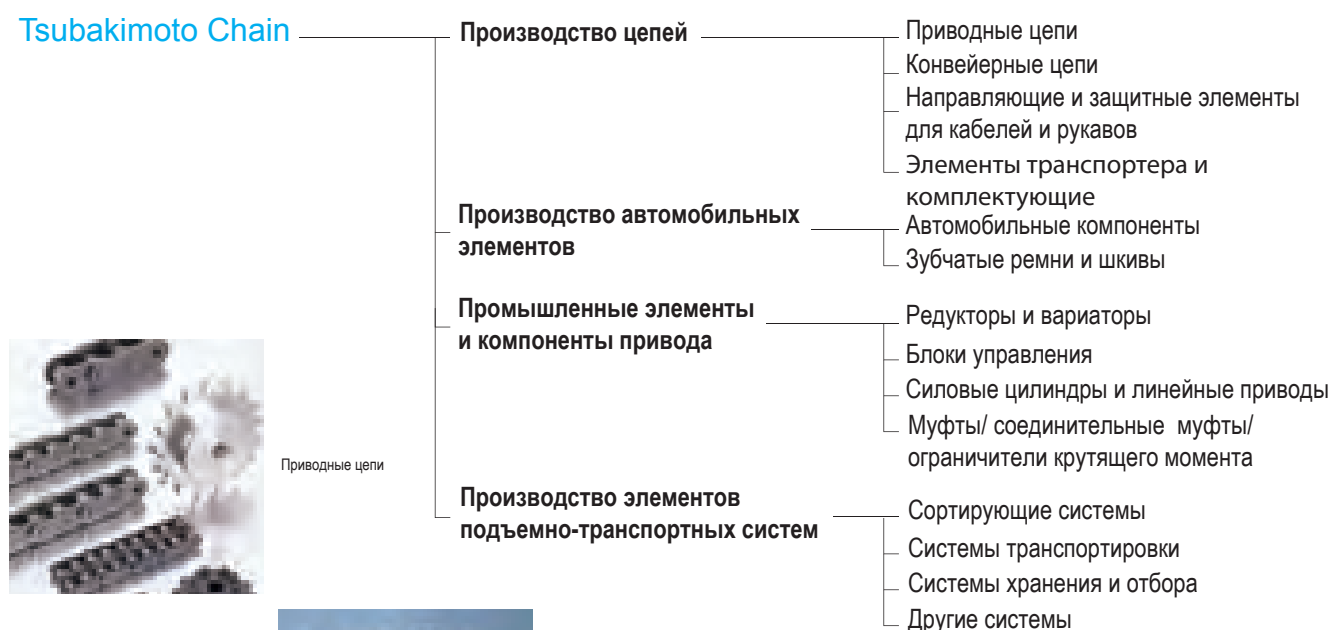 Tsubakimoto Chain
Производство цепей
Приводные цепи
Конвейерные цепи
Направляющие и защитные элементы
для кабелей и рукавов
Элементы транспортера и
комплектующие
Производство автомобильных
элементов
Автомобильные компоненты
Зубчатые ремни и шкивы
Промышленные элементы
и компоненты привода
Редукторы и вариаторы
Блоки управления
Силовые цилиндры и линейные приводы
Муфты/ соединительные муфты/
ограничители крутящего момента
Приводные цепи
Производство элементов
подъемно-транспортных систем
Сортирующие системы
Системы транспортировки
Системы хранения и отбора
Другие системы